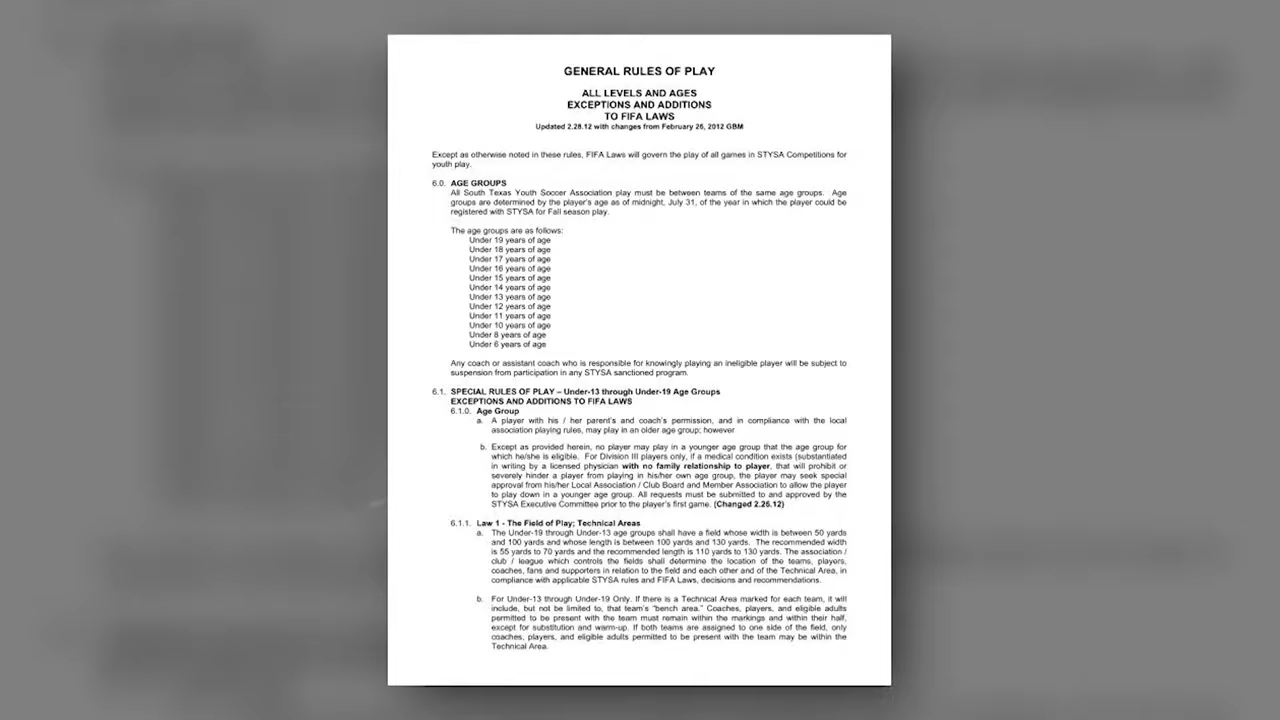 GENERAL RULES OF PLAY
ALL LEVELS AND AGES
EXCEPTIONS AND ADDITIONS
TO FIFA LAWS
Updated 2.28.12 with changes from February 26, 2012 GBM
Except as otherwise noted in these rules, FIFA Laws will govern the play of all games in STYSA Competitions for
youth play.
6.0. AGE GROUPS
All South Texas Youth Soccer Association play must be between teams of the same age groups. Age
groups are determined by the player's age as of midnight, July 31, of the year in which the player could be
registered with STYSA for Fall season play.
The age groups are as follows:
Under 19 years of age
Under 18 years of age
Under 17 years of age
Under 16 years of age
Under 15 years of age
Under 14 years of age
Under 13 years of age
Under 12 years of age
Under 11 years of age
Under 10 years of age
Under 8 years of age
Under 6 years of age
Any coach or assistant coach who is responsible for knowingly playing an ineligible player will be subject to
suspension from participation in any STYSA sanctioned program.
6.1. SPECIAL RULES OF PLAY – Under-13 through Under-19 Age Groups
EXCEPTIONS AND ADDITIONS TO FIFA LAWS
6.1.0. Age Group
a. A player with his / her parent's and coach's permission, and in compliance with the local
association playing rules, may play in an older age group; however
b. Except as provided herein, no player may play in a younger age group that the age group for
which he/she is eligible. For Division III players only, if a medical condition exists (substantiated
in writing by a licensed physician with no family relationship to player, that will prohibit or
severely hinder a player from playing in his/her own age group, the player may seek special
approval from his/her Local Association / Club Board and Member Association to allow the player
to play down in a younger age group. All requests must be submitted to and approved by the
STYSA Executive Committee prior to the player's first game. (Changed 2.26.12)
6.1.1. Law 1 - The Field of Play; Technical Areas
a. The Under-19 through Under-13 age groups shall have a field whose width is between 50 yards
and 100 yards and whose length is between 100 yards and 130 yards. The recommended width
is 55 yards to 70 yards and the recommended length is 110 yards to 130 yards. The association /
club / league which controls the fields shall determine the location of the teams, players,
coaches, fans and supporters in relation to the field and each other and of the Technical Area, in
compliance with applicable STYSA rules and FIFA Laws, decisions and recommendations.
b. For Under-13 through Under-19 Only. If there is a Technical Area marked for each team, it will
include, but not be limited to, that team's "bench area." Coaches, players, and eligible adults
permitted to be present with the team must remain within the markings and within their half,
except for substitution and warm-up. If both teams are assigned to one side of the field, only
coaches, players, and eligible adults permitted to be present with the team may be within the
Technical Area.